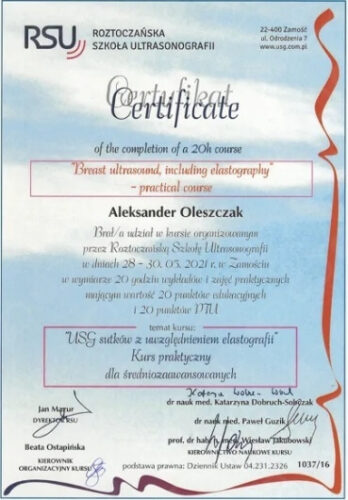 RSU
ROZTOCZAŃSKA
SZKOŁA ULTRASONOGRAFII
22-400 Zamość
ul. Odrodzenia 7
www.usg.com.pl
Certyfikat
Certificate
of the completion of a 20h course
"Breast ultrasound, including elastography"
- practical course
Aleksander Oleszczak
Brał/a udział w kursie organizowanym
przez Roztoczańską Szkołę Ultrasonografii
w dniach 28 - 30. 05. 2021 r. w Zamościu
w wymiarze 20 godzin wykładów i zajęć praktycznych
mającym wartość 20 punktów edukacyjnych
i 20 punktów PTU
temat kursu:
"USG sutków z uwzględnieniem elastografii"
Kurs praktyczny
dla średniozaawansowanych
dr nauk med. Katarzyna Dobruch-Sobczak
Jan Mazur
DYREKTOR RSU
dr nauk med. Paweł Guzik
Beata Ostapińska
prof. dr hab. n. med. Wiesław Jakubowski
KIEROWNIK
ORGANIZACYJNY KURSU
KIEROWNICTWO NAUKOWE KURSU
podstawa prawna: Dziennik Ustaw 04.231.2326
1037/16